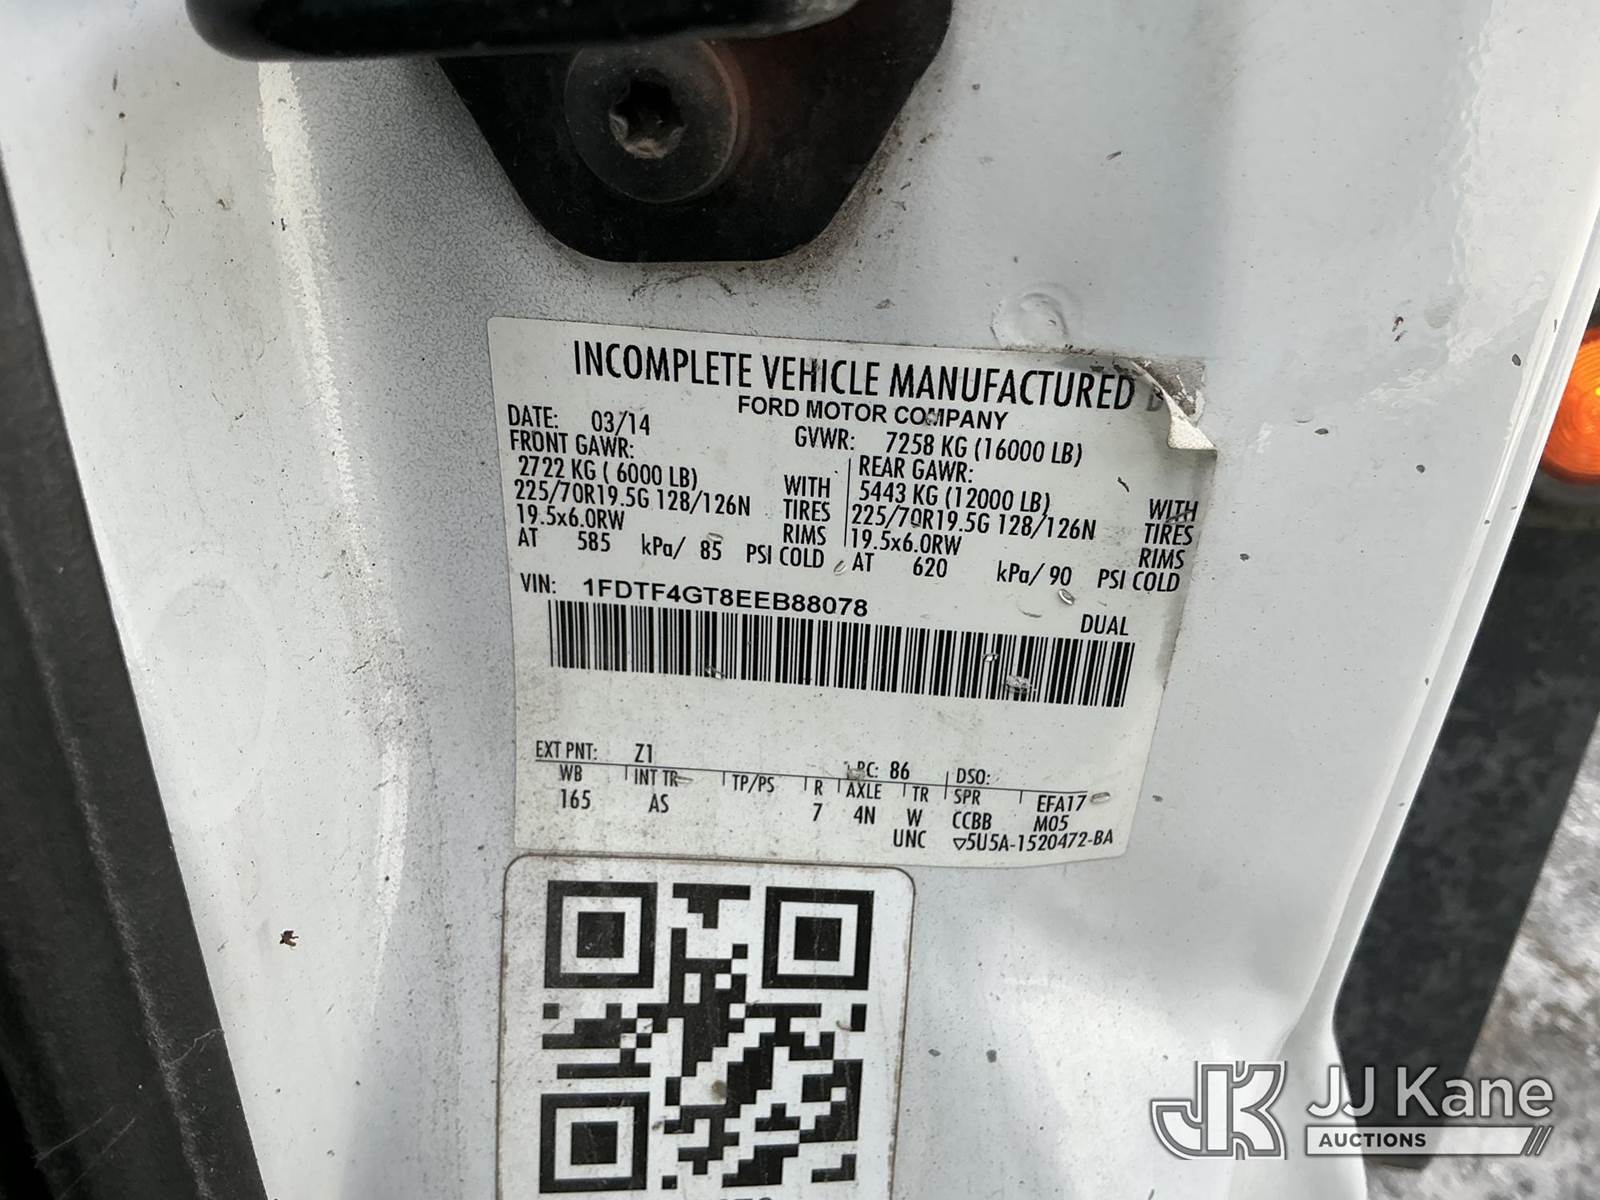 INCOMPLETE VEHICLE MANUFACTURED
FORD MOTOR COMPANY
DATE: 03/14 GVWR: 7258 KG (16000 LB)
FRONT GAWR: REAR GAWR:
2722 KG ( 6000 LB) WITH 5443 KG (12000 LB) WITH
225/70R19.5G 128/126N TIRES 225/70R19.5G 128/126N TIRES
19.5x6.0RW RIMS 19.5x6.0RW RIMS
AT 585 kPa/ 85 PSI COLD AT 620 kPa/ 90 PSI COLD
VIN: 1FDTF4GT8EEB88078
DUAL
EXT PNT: Z1 PC: 86 DSO:
WB INT TR TP/PS R AXLE TR SPR EFA17
165 AS 7 4N W CCBB M05
UNC ▽5U5A-1520472-BA
JK JJ Kane
AUCTIONS